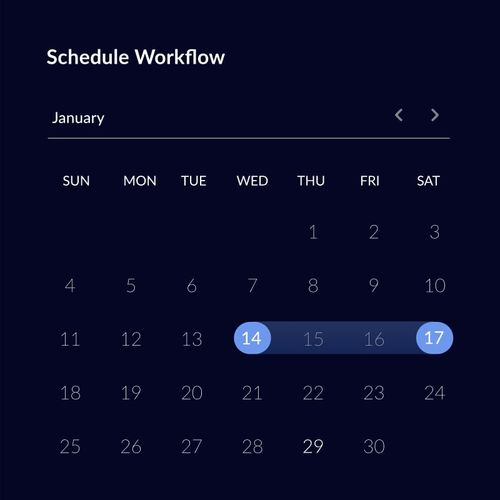 Schedule Workflow
January
SUN MON TUE WED THU FRI SAT
1 2 3
4 5 6 7 8 9 10
11 12 13 14 15 16 17
18 19 20 21 22 23 24
25 26 27 28 29 30